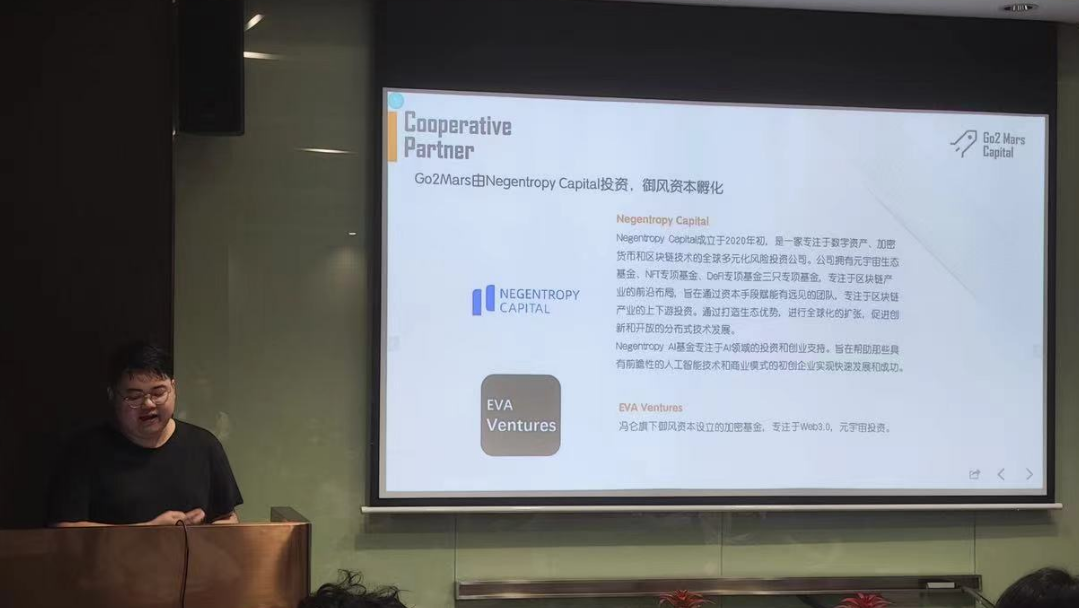 Cooperative
Partner
Go2 Mars
Capital
Go2Mars由Negentropy Capital投资，御风资本孵化
Negentropy Capital
Negentropy Capital成立于2020年初，是一家专注于数字资产、加密
货币和区块链技术的全球多元化风险投资公司。公司拥有元宇宙生态
基金、NFT专项基金、DeFi专项基金三只专项基金，专注于区块链产
业的前沿布局，旨在通过资本手段赋能有远见的团队，专注于区块链
产业的上下游投资。通过打造生态优势，进行全球化的扩张，促进创
新和开放的分布式技术发展。
Negentropy AI基金专注于AI领域的投资和创业支持。旨在帮助那些具
有前瞻性的人工智能技术和商业模式的初创企业实现快速发展和成功。
NEGENTROPY
CAPITAL
EVA
Ventures
EVA Ventures
冯仑旗下御风资本设立的加密基金，专注于Web3.0，元宇宙投资。